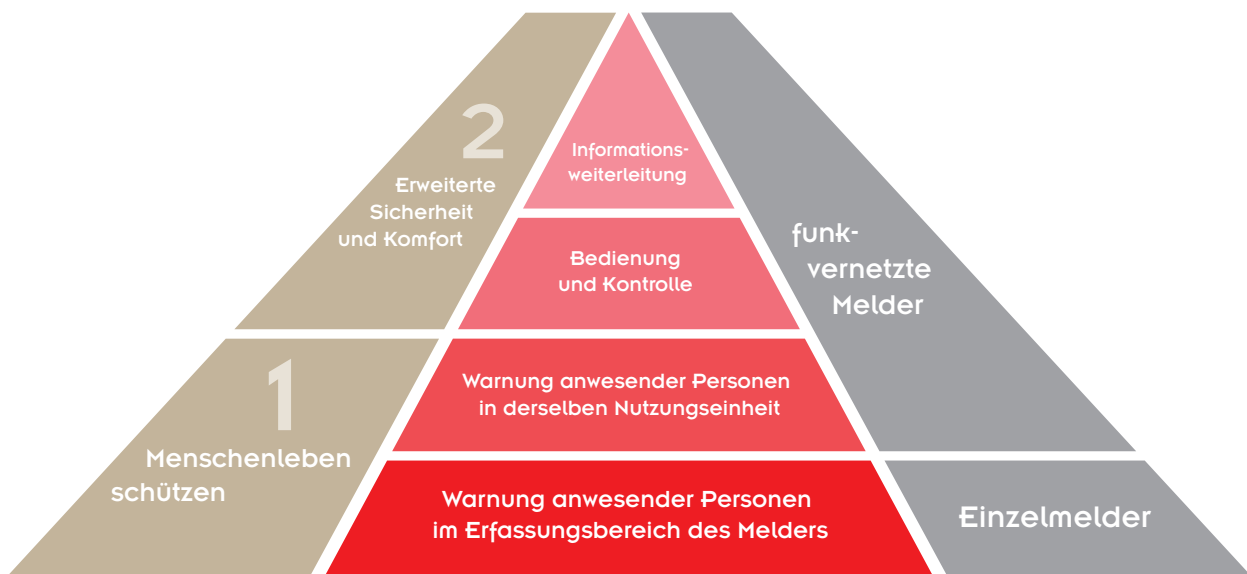 2
Erweiterte
Sicherheit
und Komfort
1
Menschenleben
schützen
Informations-
weiterleitung
Bedienung
und Kontrolle
Warnung anwesender Personen
in derselben Nutzungseinheit
Warnung anwesender Personen
im Erfassungsbereich des Melders
funk-
vernetzte
Melder
Einzelmelder